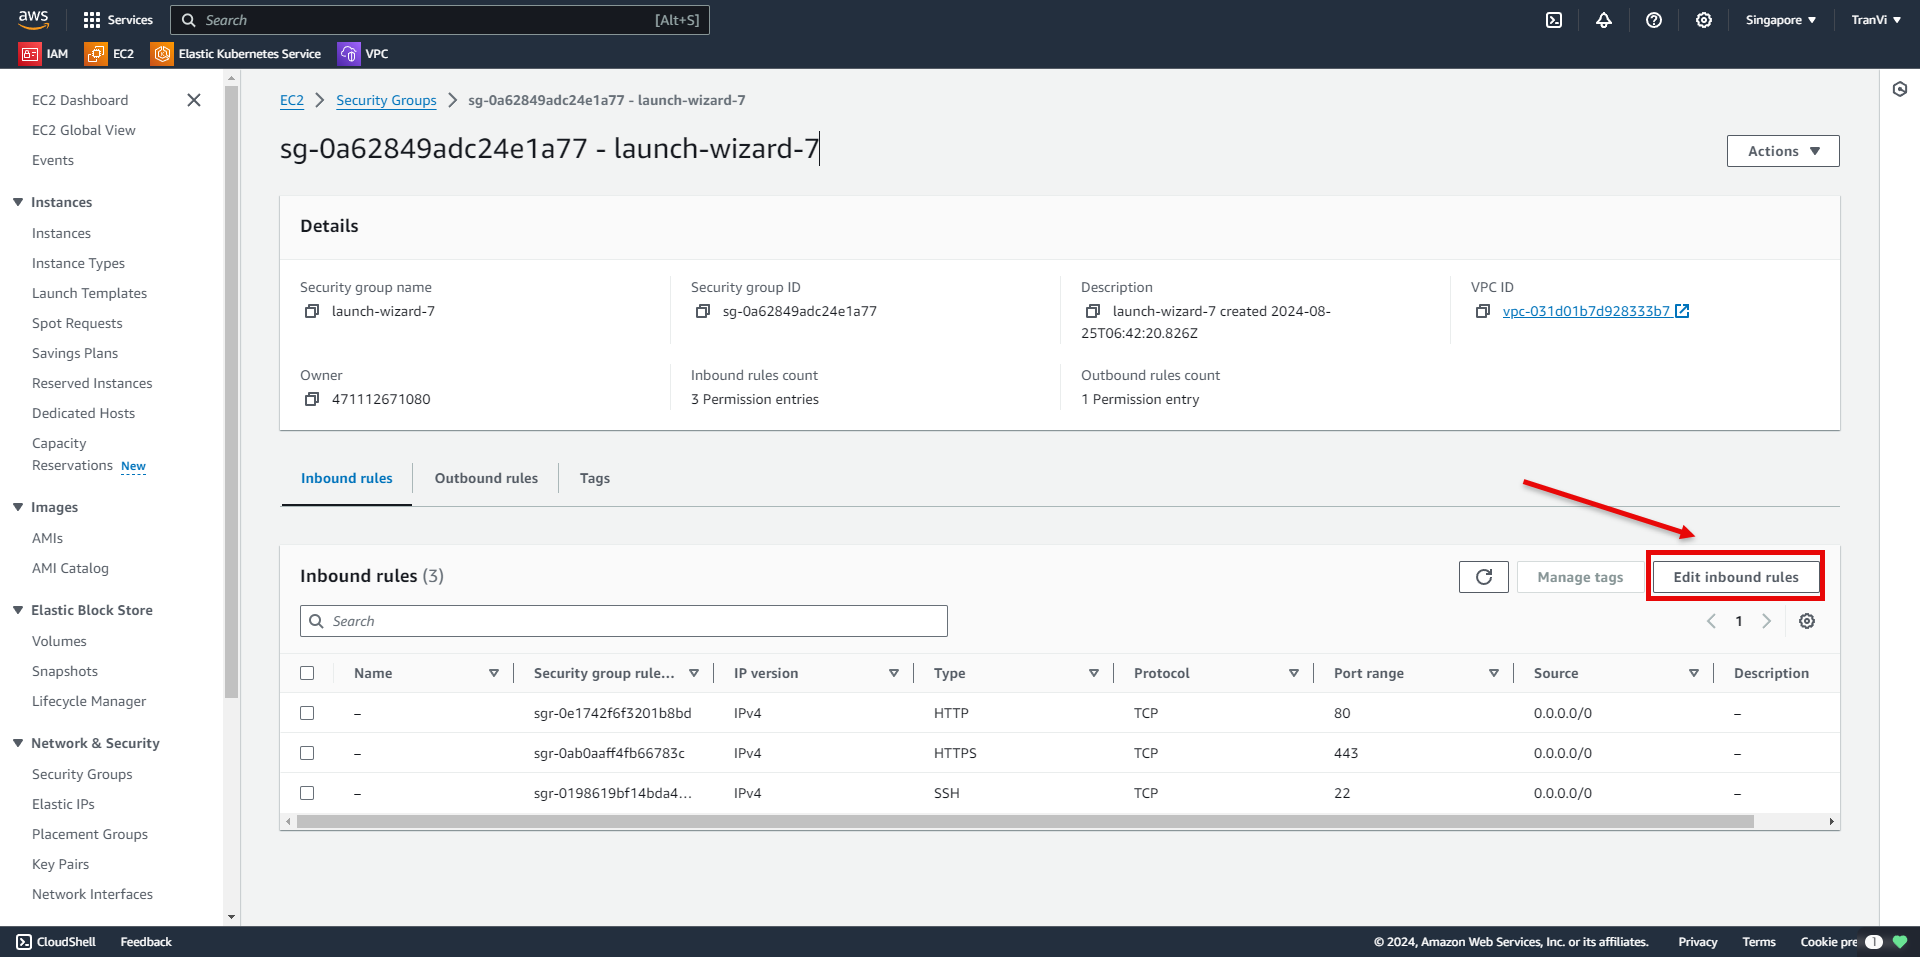 aws
Services
Search
[Alt+S]
Singapore
TranVi
IAM
EC2
Elastic Kubernetes Service
VPC
EC2 Dashboard
EC2 Global View
Events
Instances
Instances
Instance Types
Launch Templates
Spot Requests
Savings Plans
Reserved Instances
Dedicated Hosts
Capacity
Reservations New
Images
AMIs
AMI Catalog
Elastic Block Store
Volumes
Snapshots
Lifecycle Manager
Network & Security
Security Groups
Elastic IPs
Placement Groups
Key Pairs
Network Interfaces
EC2 > Security Groups > sg-0a62849adc24e1a77 - launch-wizard-7
sg-0a62849adc24e1a77 - launch-wizard-7
Actions
Details
Security group name
launch-wizard-7
Security group ID
sg-0a62849adc24e1a77
Description
launch-wizard-7 created 2024-08-
25T06:42:20.826Z
VPC ID
vpc-031d01b7d928333b7
Owner
471112671080
Inbound rules count
3 Permission entries
Outbound rules count
1 Permission entry
Inbound rules
Outbound rules
Tags
Inbound rules (3)
Manage tags
Edit inbound rules
Search
1
Name Security group rule... IP version Type Protocol Port range Source Description
– sgr-0e1742f6f3201b8bd IPv4 HTTP TCP 80 0.0.0.0/0 –
– sgr-0ab0aaff4fb66783c IPv4 HTTPS TCP 443 0.0.0.0/0 –
– sgr-0198619bf14bda4... IPv4 SSH TCP 22 0.0.0.0/0 –
CloudShell
Feedback
© 2024, Amazon Web Services, Inc. or its affiliates.
Privacy
Terms
Cookie pre
1